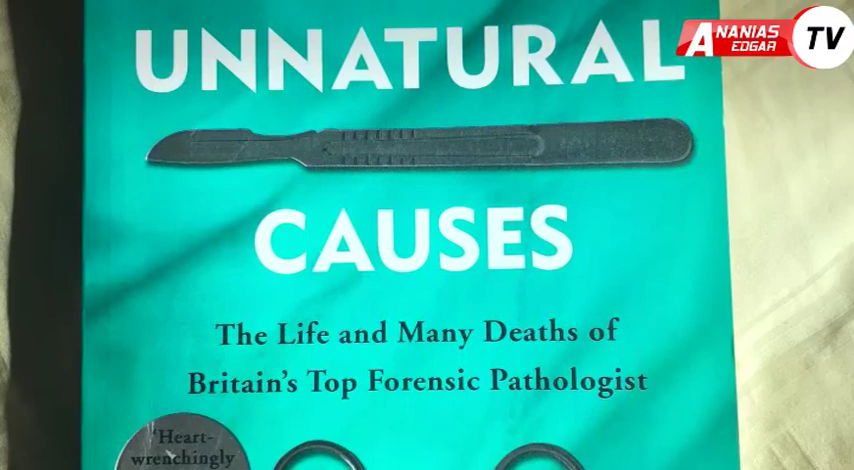 UNNATURAL
ANANIAS
EDGAR
TV
CAUSES
The Life and Many Deaths of
Britain's Top Forensic Pathologist
'Heart-
wrenchingly